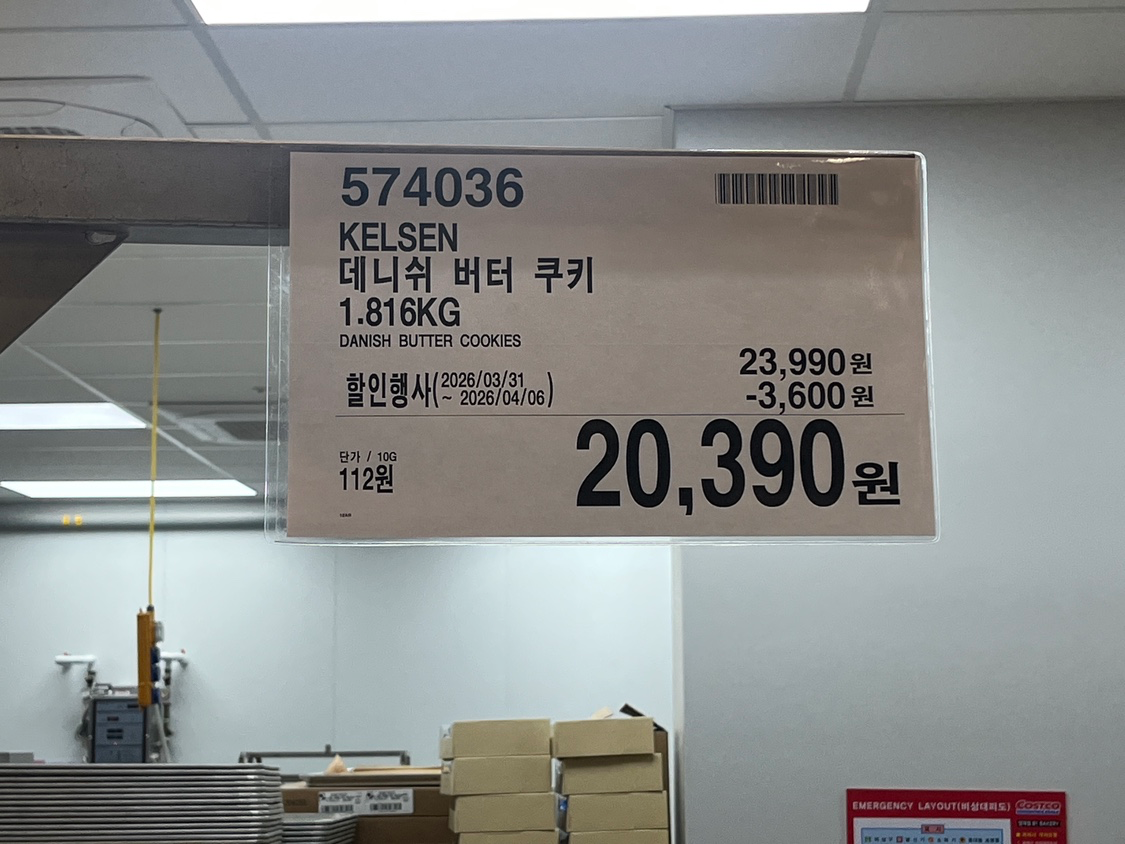 574036
KELSEN
데니쉬 버터 쿠키
1.816KG
DANISH BUTTER COOKIES
23,990원
할인행사(2026/03/31
~ 2026/04/06)
-3,600원
20,390원
단가 / 10G
112원
EMERGENCY LAYOUT(비상대피도)
COSTCO